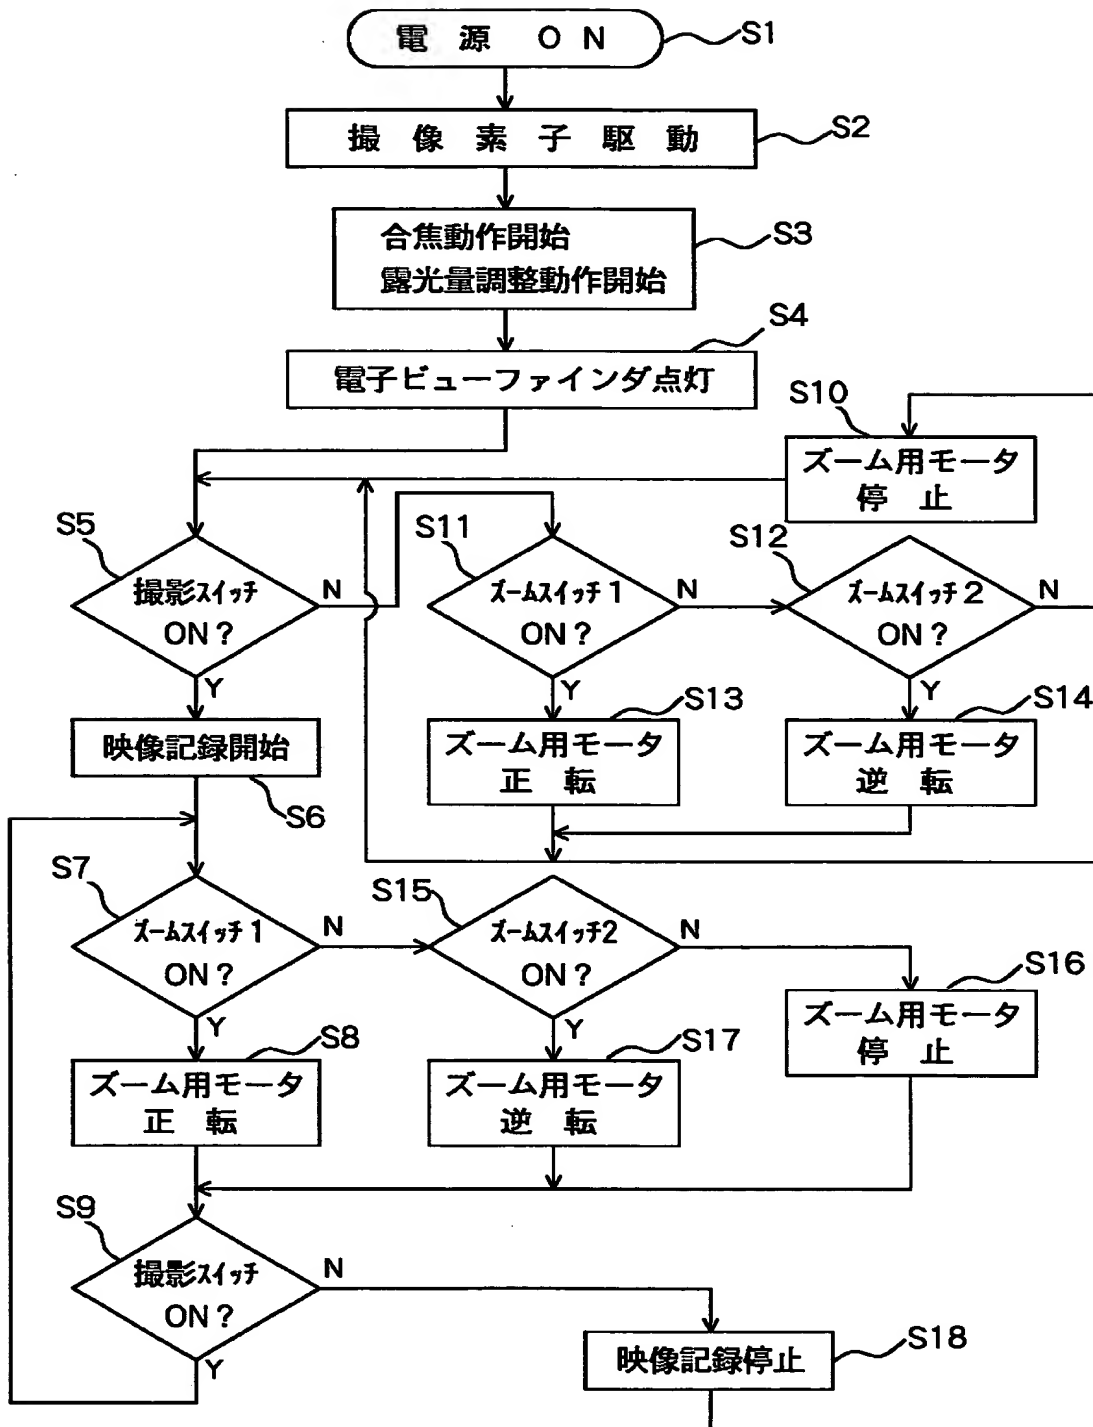 電源 ON
S1
撮像素子駆動
S2
合焦動作開始
露光量調整動作開始
S3
S4
電子ビューファインダ点灯
S10
ズーム用モータ
停止
S5
撮影スイッチ
ON?
N
Y
S11
ズームスイッチ1
ON?
N
Y
S12
ズームスイッチ2
ON?
N
Y
映像記録開始
S6
S13
ズーム用モータ
正転
S14
ズーム用モータ
逆転
S7
ズームスイッチ1
ON?
N
Y
S15
ズームスイッチ2
ON?
N
Y
S16
ズーム用モータ
停止
S8
ズーム用モータ
正転
S17
ズーム用モータ
逆転
S9
撮影スイッチ
ON?
N
Y
映像記録停止
S18